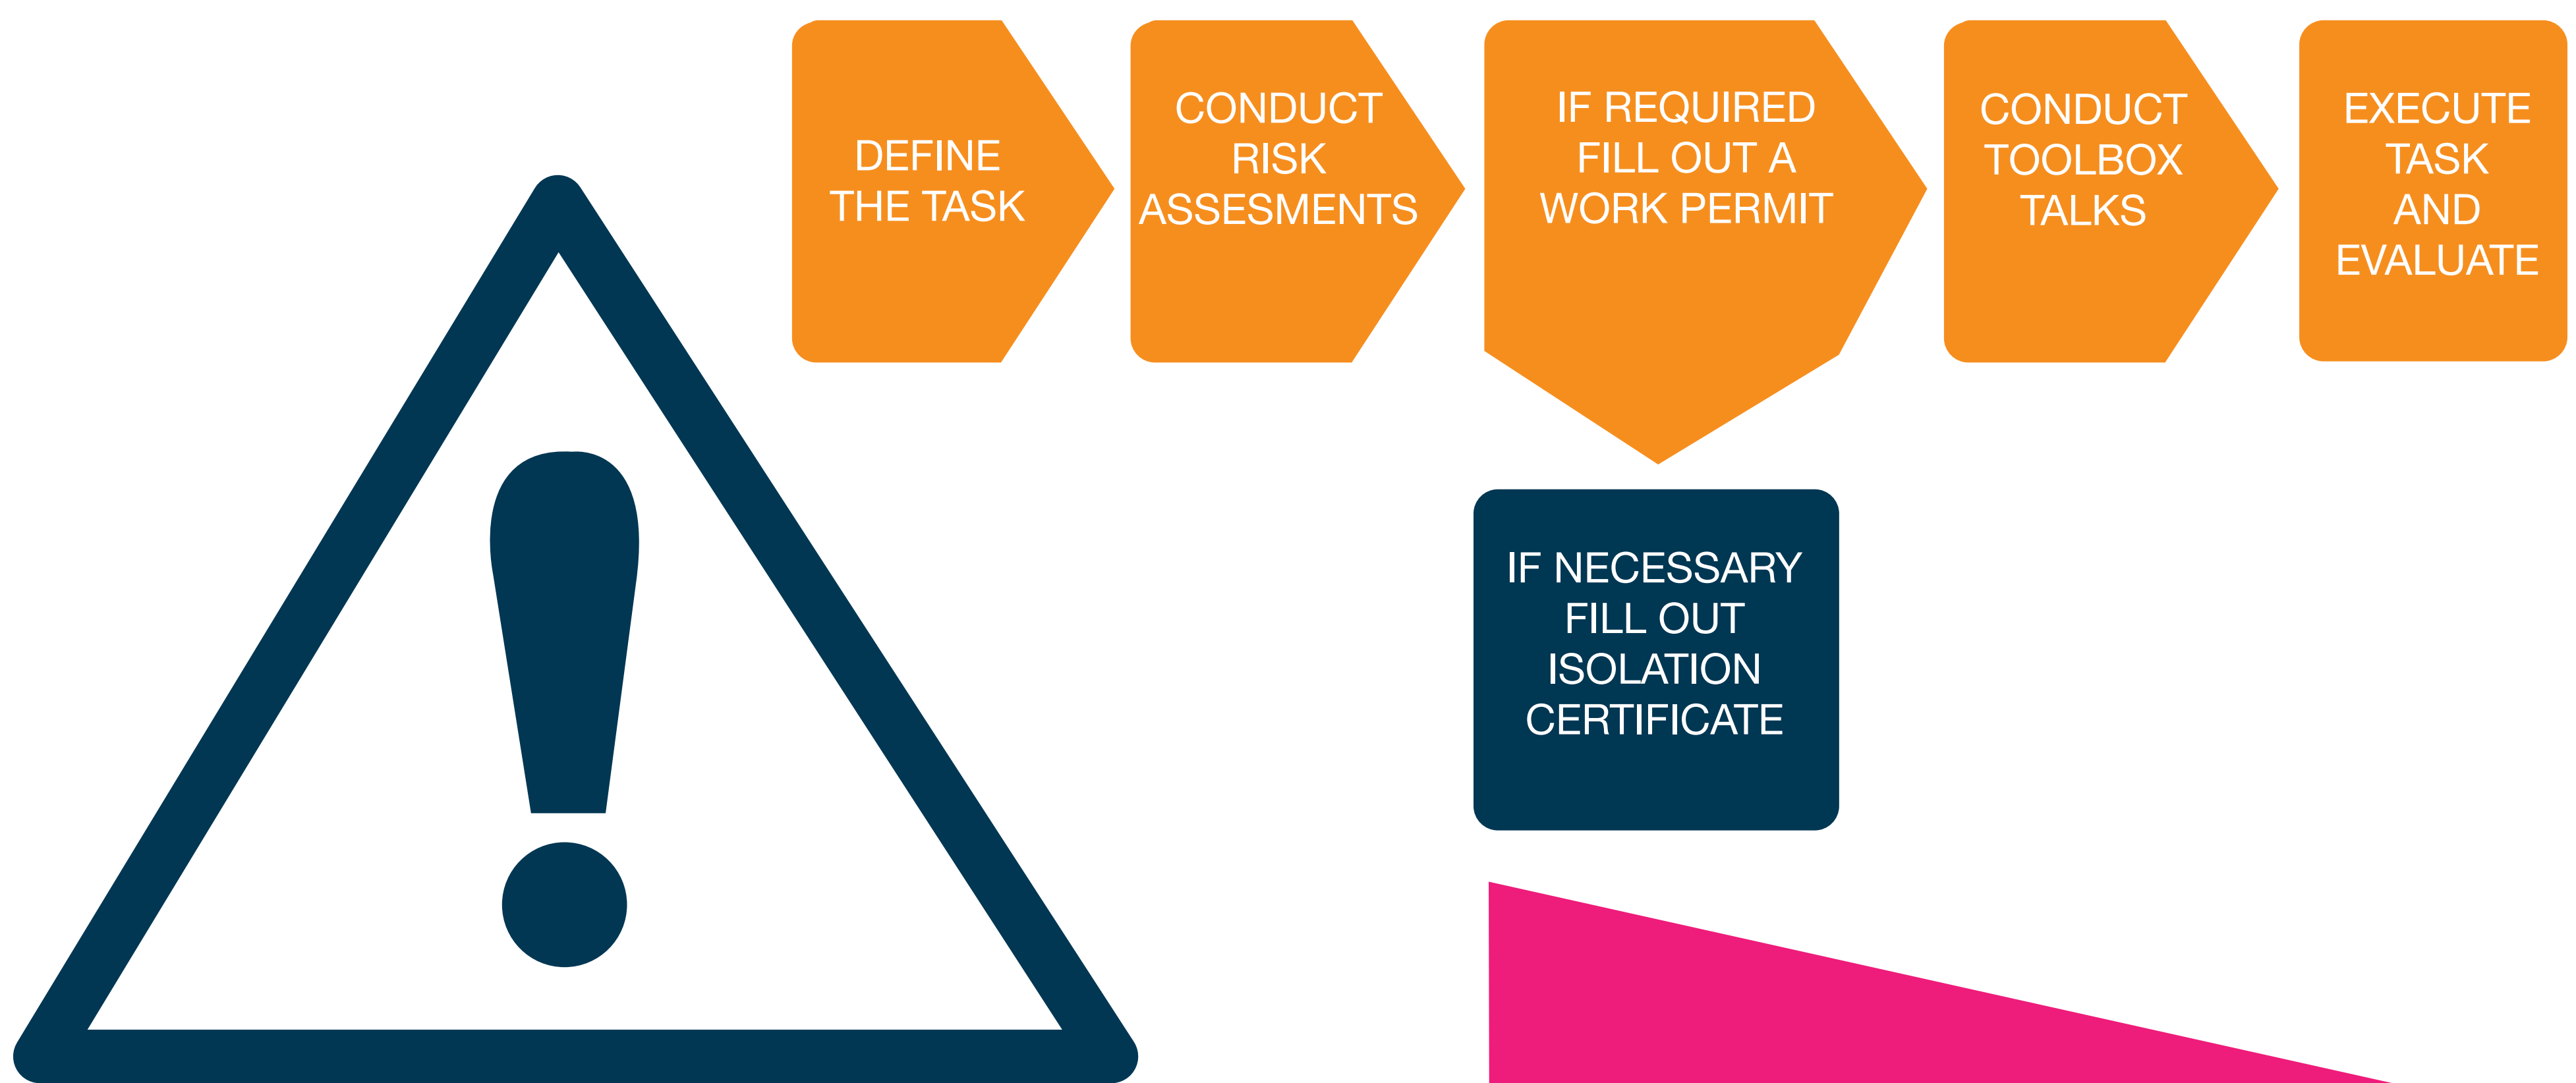 DEFINE
THE TASK
CONDUCT
RISK
ASSESMENTS
IF REQUIRED
FILL OUT A
WORK PERMIT
CONDUCT
TOOLBOX
TALKS
EXECUTE
TASK
AND
EVALUATE
IF NECESSARY
FILL OUT
ISOLATION
CERTIFICATE